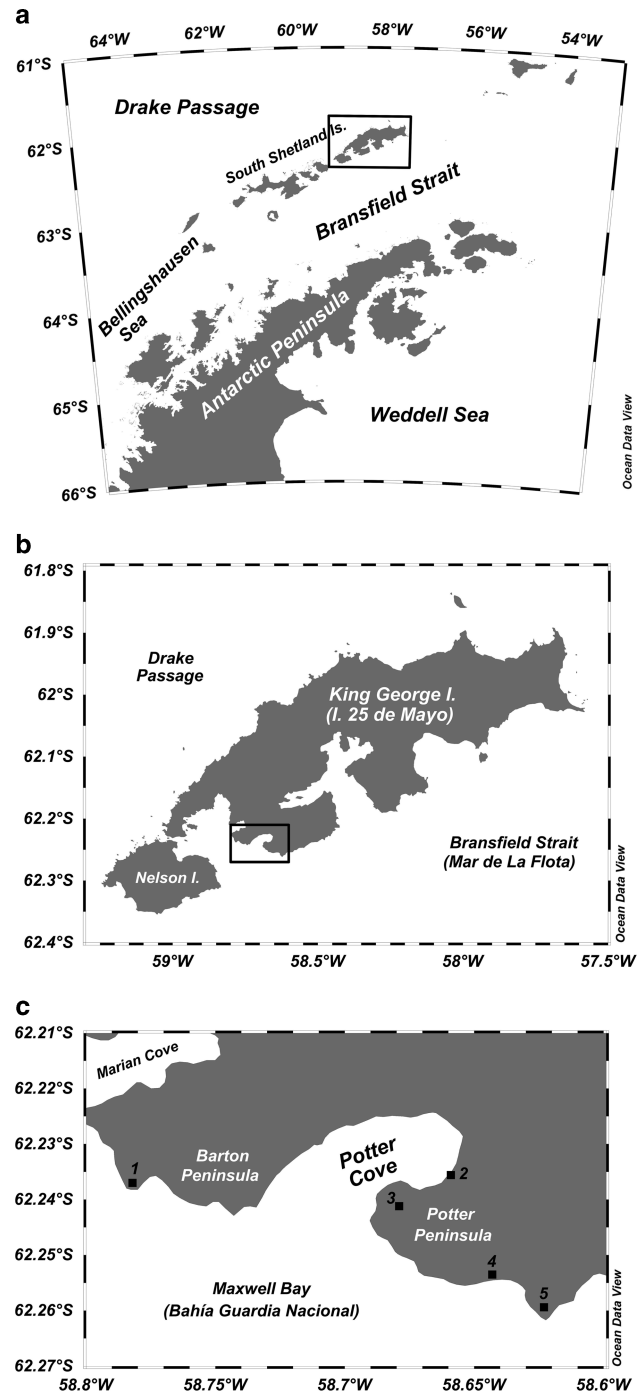 a
64°W 62°W 60°W 58°W 56°W 54°W
61°S
Drake Passage
62°S
South Shetland Is.
Bransfield Strait
63°S
Bellingshausen
Sea
64°S
Antarctic Peninsula
65°S
Weddell Sea
66°S
Ocean Data View
b
61.8°S
61.9°S
Drake
Passage
62°S
King George I.
(I. 25 de Mayo)
62.1°S
62.2°S
Bransfield Strait
(Mar de La Flota)
62.3°S
Nelson I.
62.4°S
59°W 58.5°W 58°W 57.5°W
Ocean Data View
c
62.21°S
Marian Cove
62.22°S
62.23°S
Potter
Cove
Barton
Peninsula
1
2
62.24°S
3
Potter
Peninsula
62.25°S
4
Maxwell Bay
(Bahía Guardia Nacional)
5
62.26°S
62.27°S
58.8°W 58.75°W 58.7°W 58.65°W 58.6°W
Ocean Data View